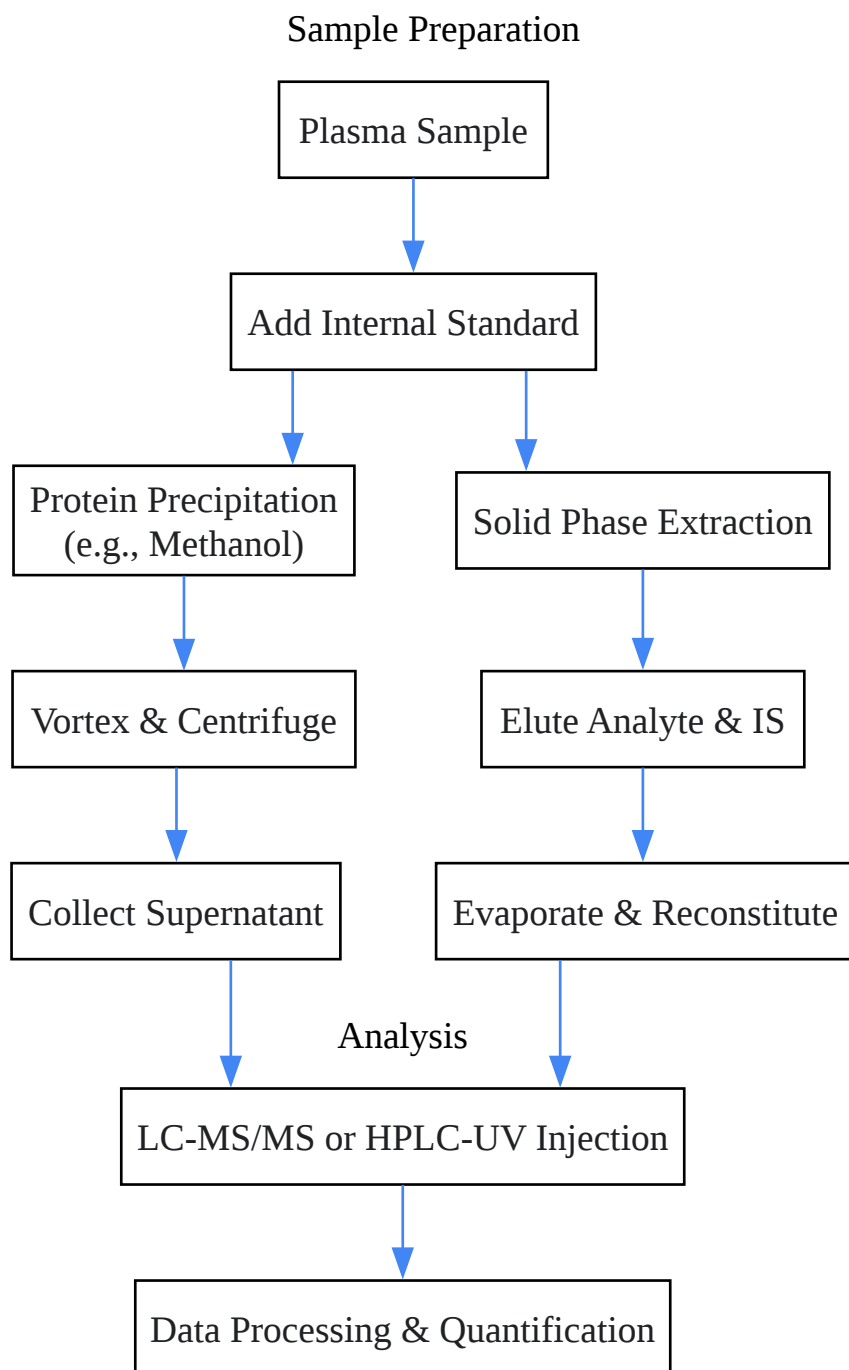 Sample Preparation
Plasma Sample
Add Internal Standard
Protein Precipitation
(e.g., Methanol)
Solid Phase Extraction
Vortex & Centrifuge
Elute Analyte & IS
Collect Supernatant
Evaporate & Reconstitute
Analysis
LC-MS/MS or HPLC-UV Injection
Data Processing & Quantification